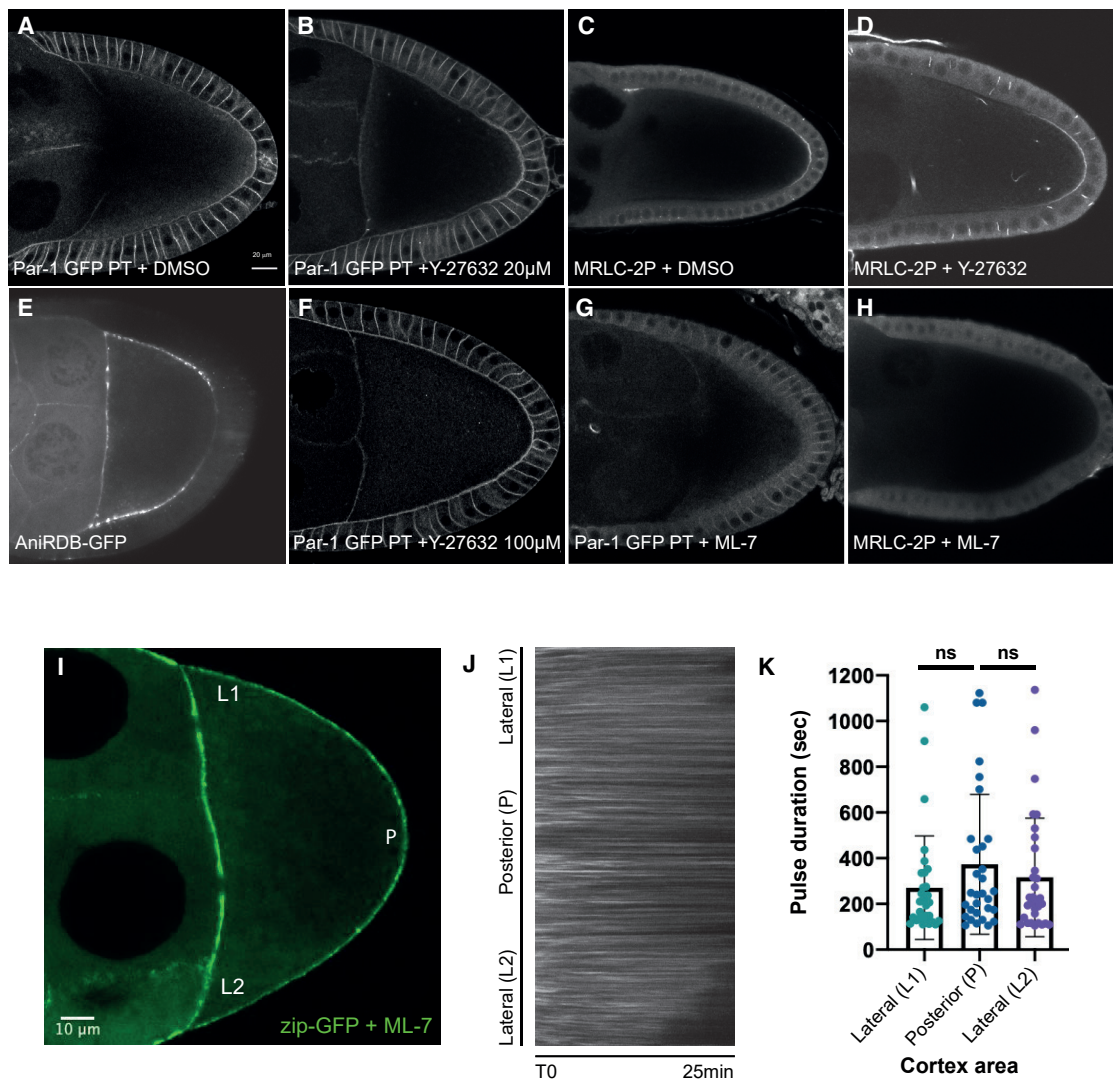 A
B
C
D
20 µm
Par-1 GFP PT + DMSO
Par-1 GFP PT +Y-27632 20µM
MRLC-2P + DMSO
MRLC-2P + Y-27632
E
F
G
H
AniRDB-GFP
Par-1 GFP PT +Y-27632 100µM
Par-1 GFP PT + ML-7
MRLC-2P + ML-7
I
L1
P
L2
10 µm
zip-GFP + ML-7
J
Lateral (L1)
Posterior (P)
Lateral (L2)
T0 25min
K
ns ns
Pulse duration (sec)
1200
1000
800
600
400
200
0
Lateral (L1)
Posterior (P)
Lateral (L2)
Cortex area